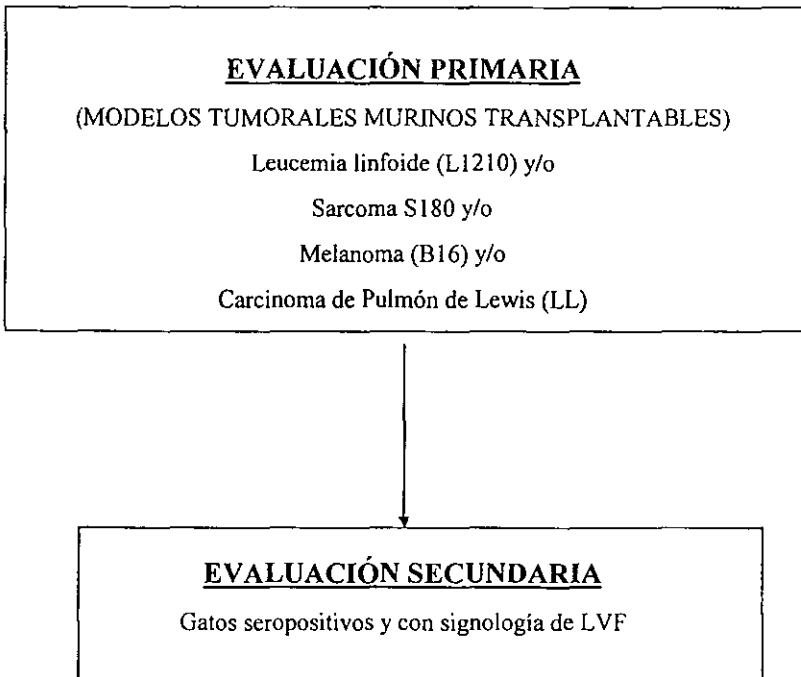 EVALUACIÓN PRIMARIA
(MODELOS TUMORALES MURINOS TRANSPLANTABLES)
Leucemia linfoide (L1210) y/o
Sarcoma S180 y/o
Melanoma (B16) y/o
Carcinoma de Pulmón de Lewis (LL)
EVALUACIÓN SECUNDARIA
Gatos seropositivos y con signología de LVF